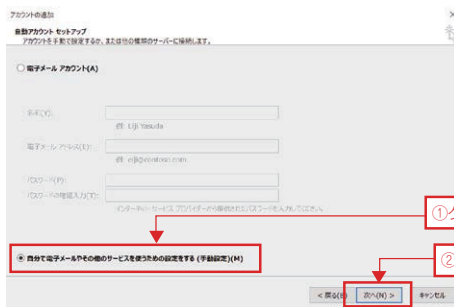 アカウントの追加
自動アカウント セットアップ
アカウントを手動で設定するか、または他の種類のサーバーに接続します。
電子メール アカウント(A)
名前(Y):
例: Eiji Yasuda
電子メール アドレス(E):
例: eiji@contoso.com
パスワード(P):
パスワードの確認入力(T):
インターネット サービス プロバイダーから提供されたパスワードを入力してください。
①ク
自分で電子メールやその他のサービスを使うための設定をする (手動設定)(M)
②
< 戻る(B)
次へ(N) >
キャンセル